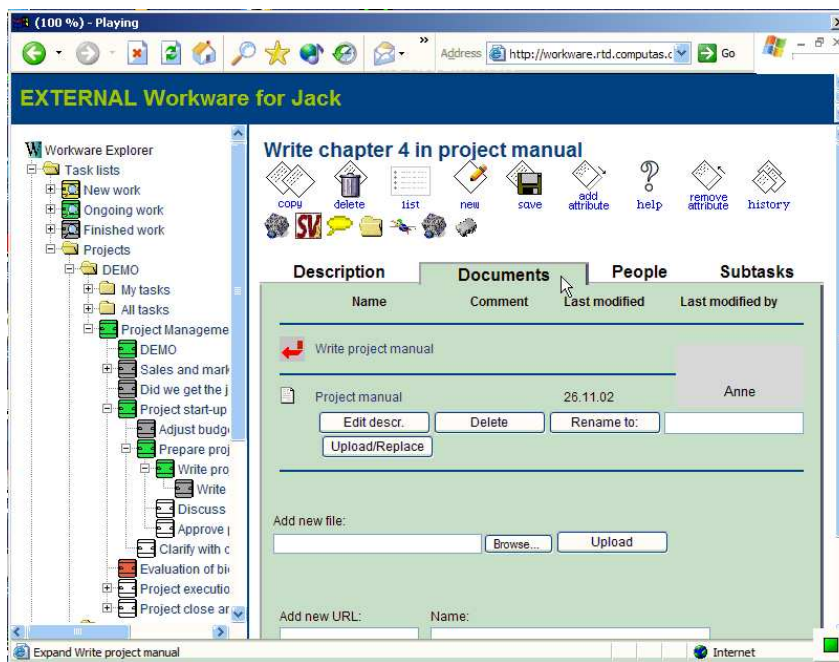 (100 %) - Playing
» Address http://workware.rtd.computas.c Go
EXTERNAL Workware for Jack
Workware Explorer
Task lists
New work
Ongoing work
Finished work
Projects
DEMO
My tasks
All tasks
Project Manageme
DEMO
Sales and mark
Did we get the j
Project start-up
Adjust budg
Prepare proj
Write pro
Write
Discuss
Approve p
Clarify with c
Evaluation of bi
Project executio
Project close ar
Write chapter 4 in project manual
copy delete list new save add attribute help remove attribute history
SV
Description Documents People Subtasks
Name Comment Last modified Last modified by
Write project manual
Project manual 26.11.02 Anne
Edit descr. Delete Rename to:
Upload/Replace
Add new file:
Browse... Upload
Add new URL: Name:
Expand Write project manual Internet